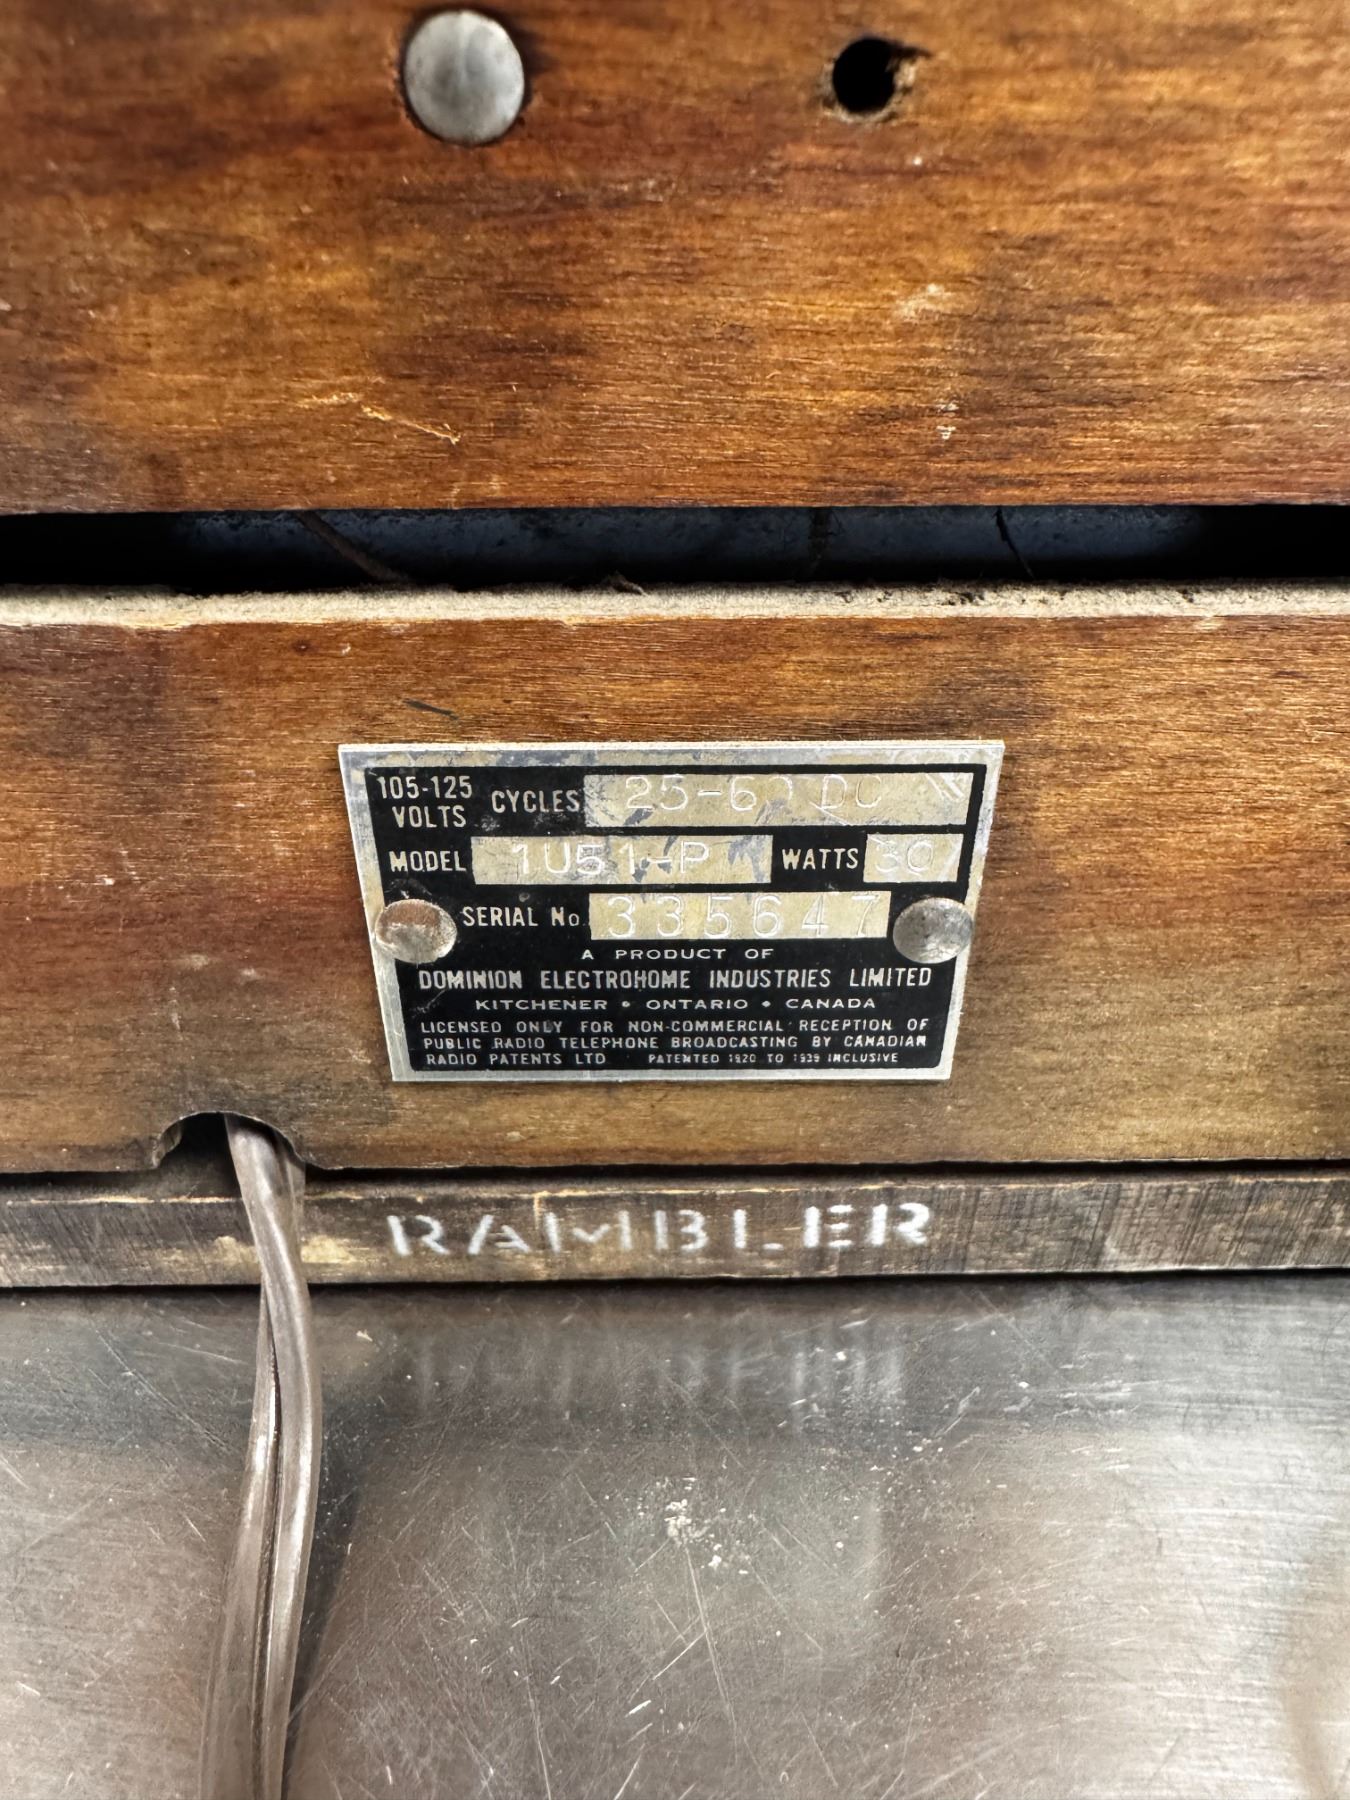 105-125 VOLTS CYCLES 25-60 DC
MODEL 1U51-P WATTS 30
SERIAL No. 335647
A PRODUCT OF
DOMINION ELECTROHOME INDUSTRIES LIMITED
KITCHENER • ONTARIO • CANADA
LICENSED ONLY FOR NON-COMMERCIAL RECEPTION OF
PUBLIC RADIO TELEPHONE BROADCASTING BY CANADIAN
RADIO PATENTS LTD PATENTED 1920 TO 1939 INCLUSIVE
RAMBLER